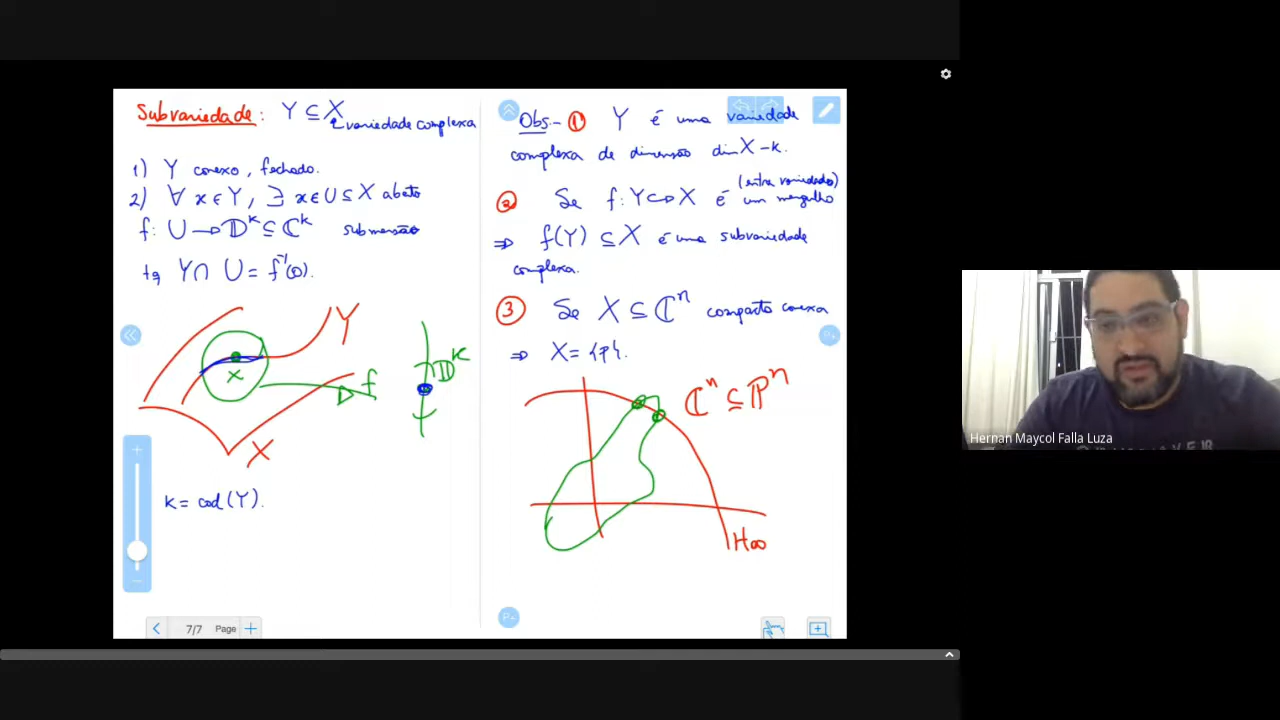 Subvariedade: Y ⊆ X
variedade complexa
1) Y conexo, fechado.
2) ∀ x ∈ Y, ∃ x ∈ U ⊆ X aberto
f: U → 𝔻^k ⊆ ℂ^k submersão
tq Y ∩ U = f^-1(0).
Y
x
f
𝔻^k
X
k = cod(Y).
Obs.- ① Y é uma variedade
complexa de dimensão dim X - k.
② Se f: Y ↪ X é um mergulho
(entre variedades)
⇒ f(Y) ⊆ X é uma subvariedade
complexa.
③ Se X ⊆ ℂ^n compacto conexa
⇒ X = {p}.
ℂ^n ⊆ ℙ^n
H∞
7/7 Page
P+
P+
Hernan Maycol Falla Luza